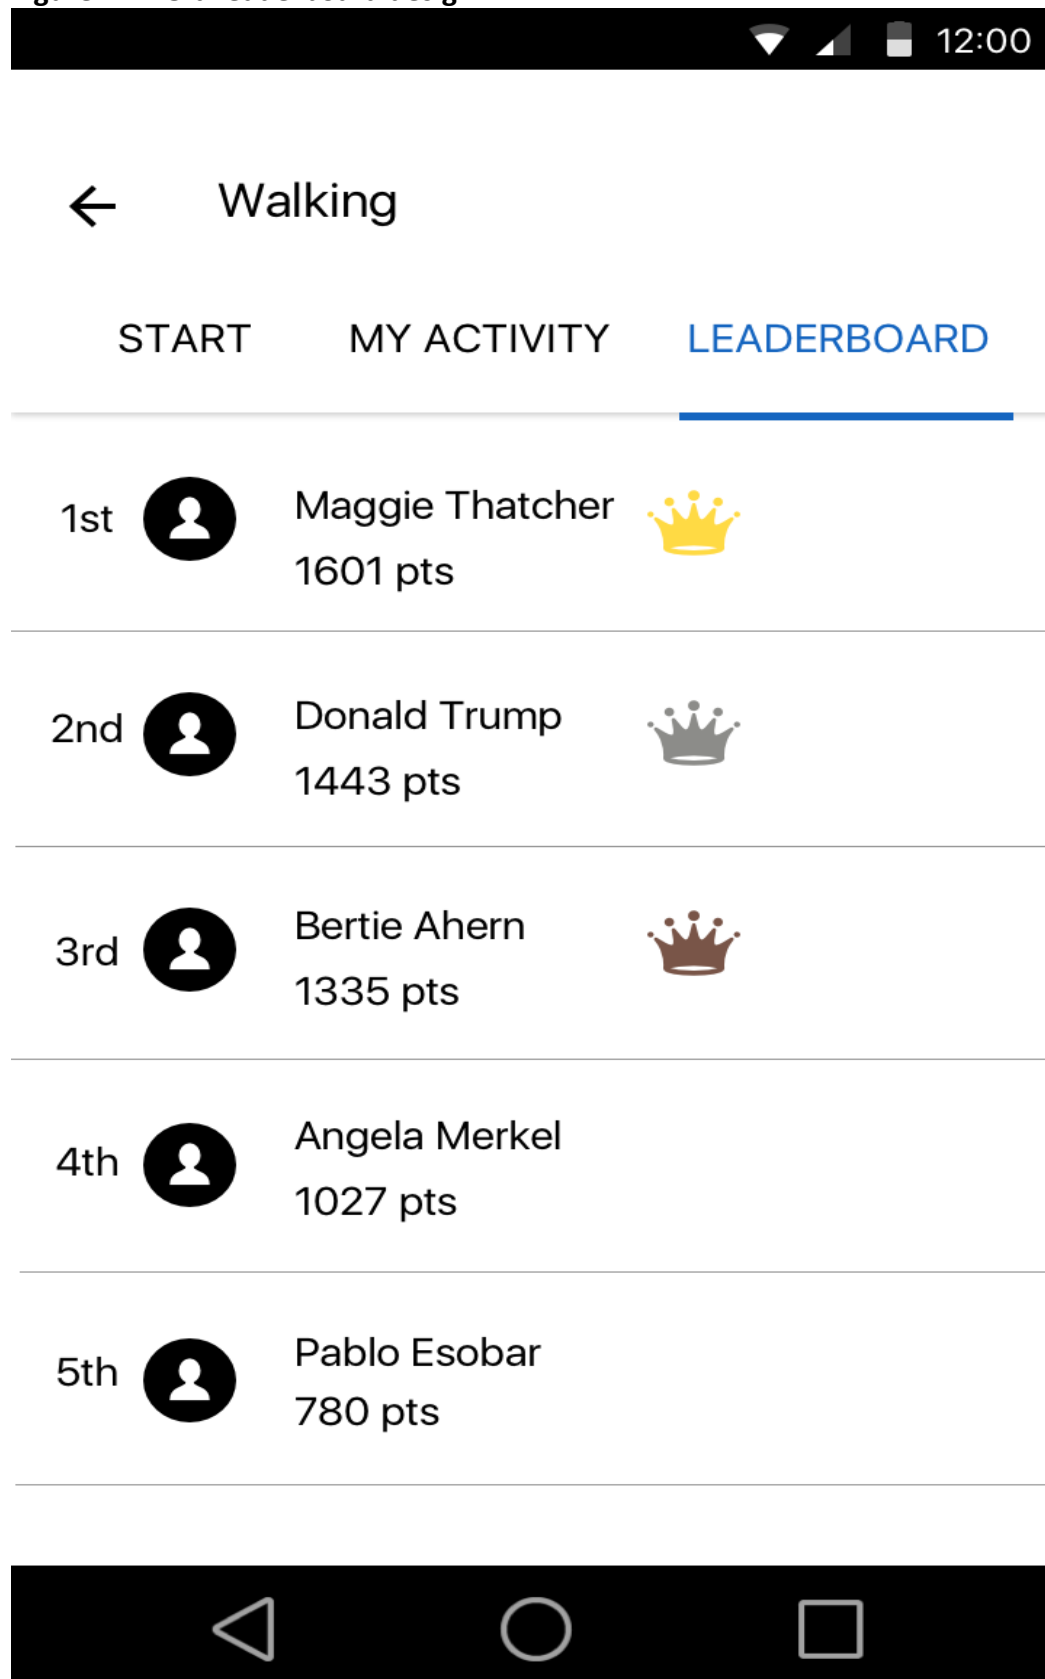 12:00
Walking
START MY ACTIVITY LEADERBOARD
1st Maggie Thatcher
1601 pts
2nd Donald Trump
1443 pts
3rd Bertie Ahern
1335 pts
4th Angela Merkel
1027 pts
5th Pablo Esobar
780 pts